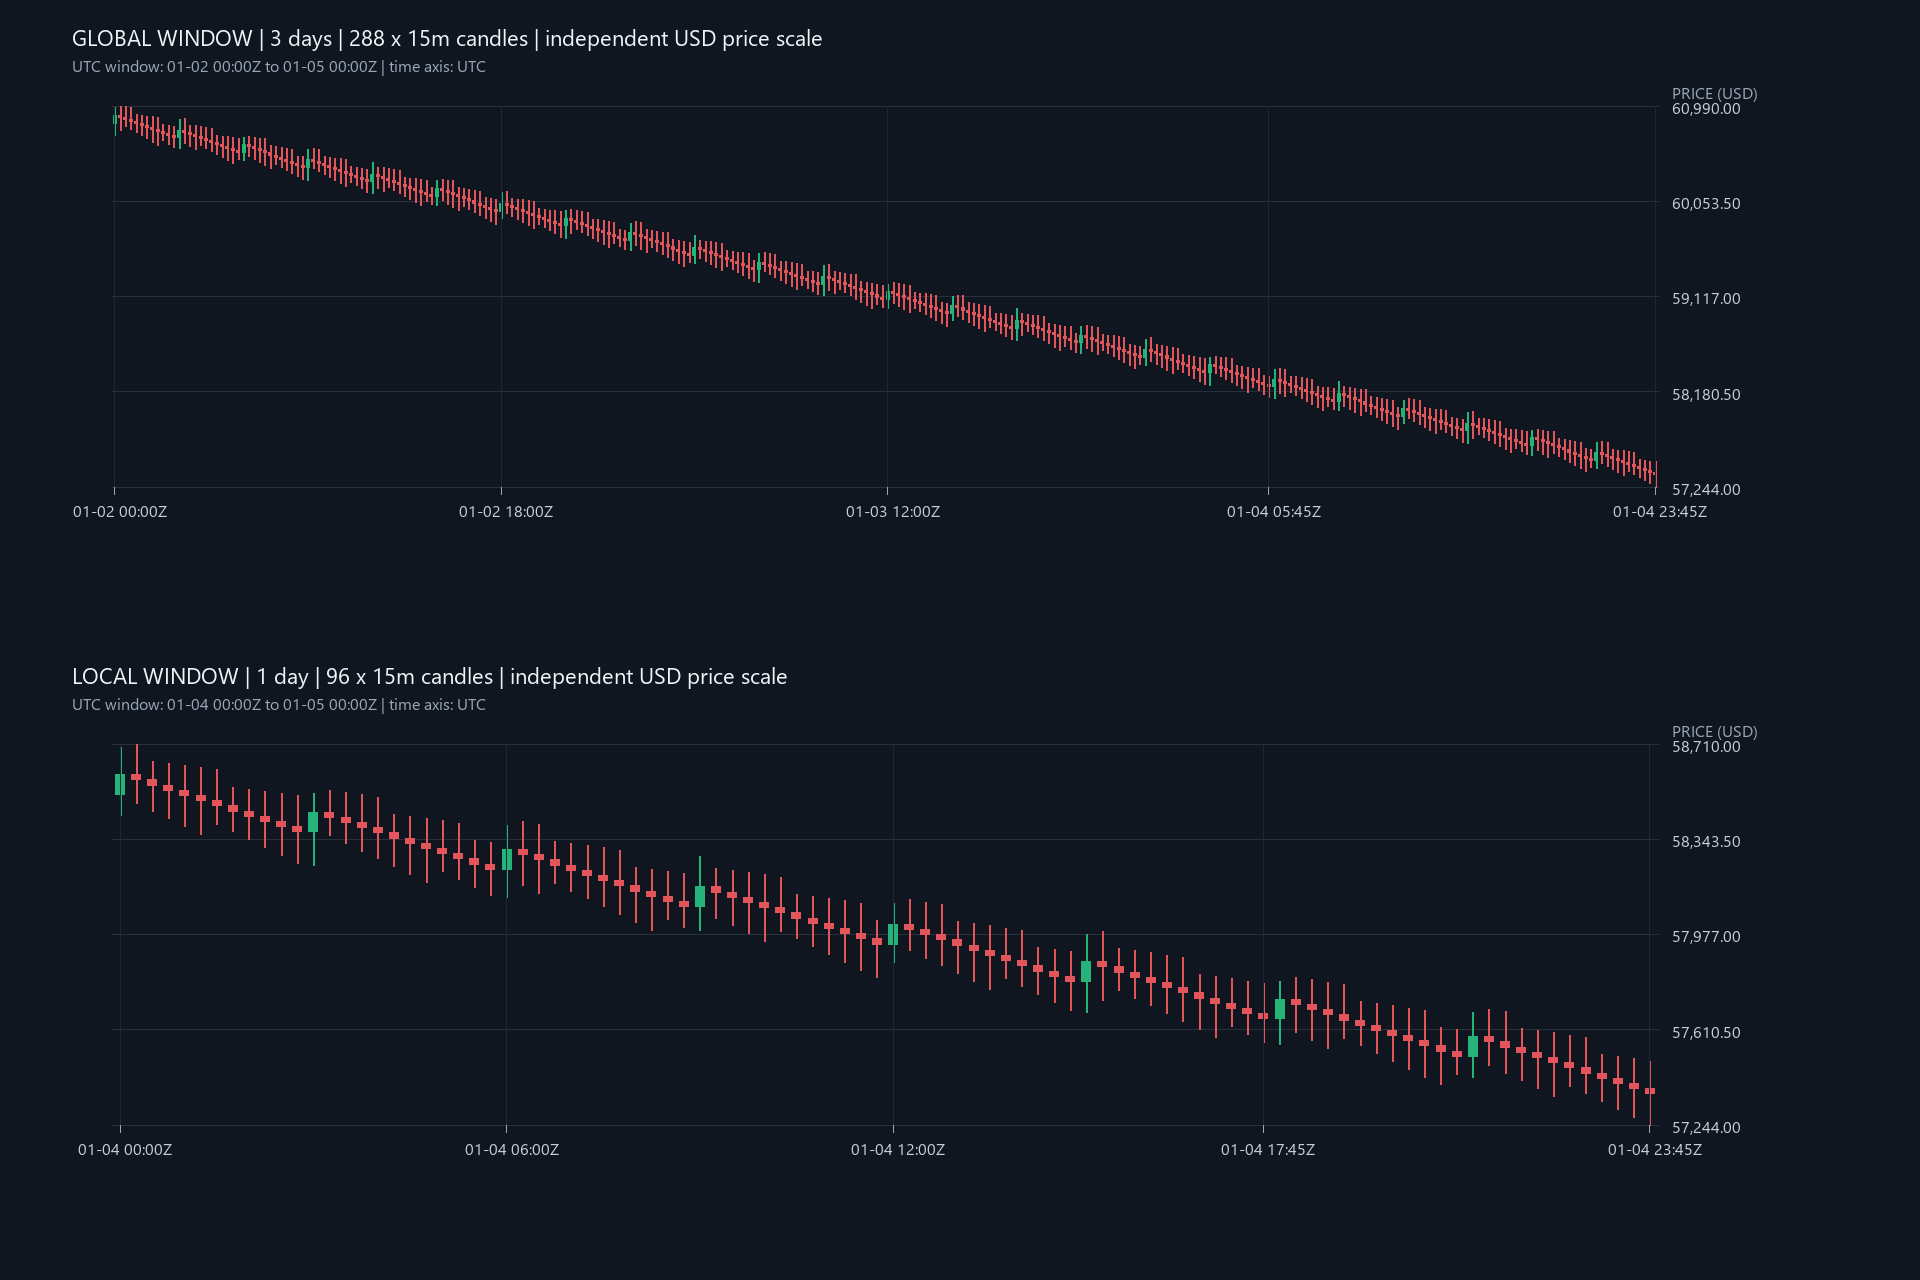 GLOBAL WINDOW | 3 days | 288 x 15m candles | independent USD price scale
UTC window: 01-02 00:00Z to 01-05 00:00Z | time axis: UTC
PRICE (USD)
60,990.00
60,053.50
59,117.00
58,180.50
57,244.00
01-02 00:00Z
01-02 18:00Z
01-03 12:00Z
01-04 05:45Z
01-04 23:45Z
LOCAL WINDOW | 1 day | 96 x 15m candles | independent USD price scale
UTC window: 01-04 00:00Z to 01-05 00:00Z | time axis: UTC
PRICE (USD)
58,710.00
58,343.50
57,977.00
57,610.50
57,244.00
01-04 00:00Z
01-04 06:00Z
01-04 12:00Z
01-04 17:45Z
01-04 23:45Z